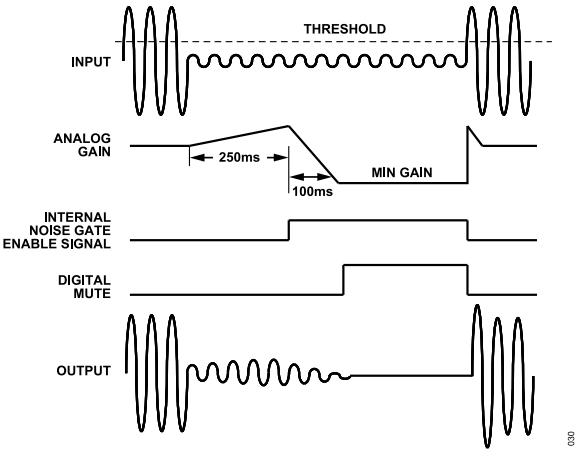 THRESHOLD
INPUT
ANALOG
GAIN
250ms
MIN GAIN
100ms
INTERNAL
NOISE GATE
ENABLE SIGNAL
DIGITAL
MUTE
OUTPUT
030